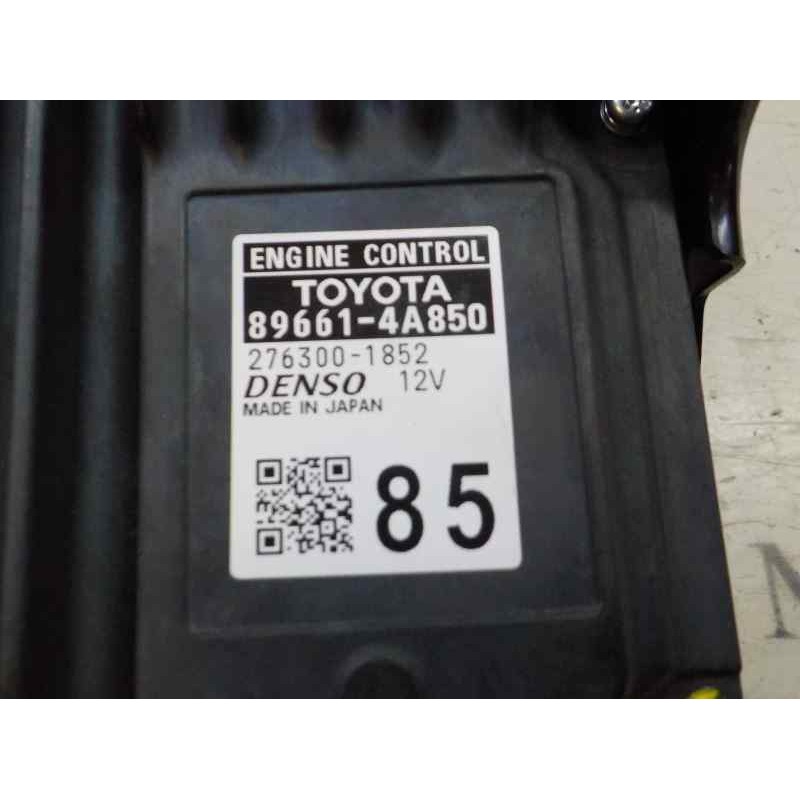 ENGINE CONTROL
TOYOTA
89661-4A850
276300-1852
DENSO 12V
MADE IN JAPAN
85